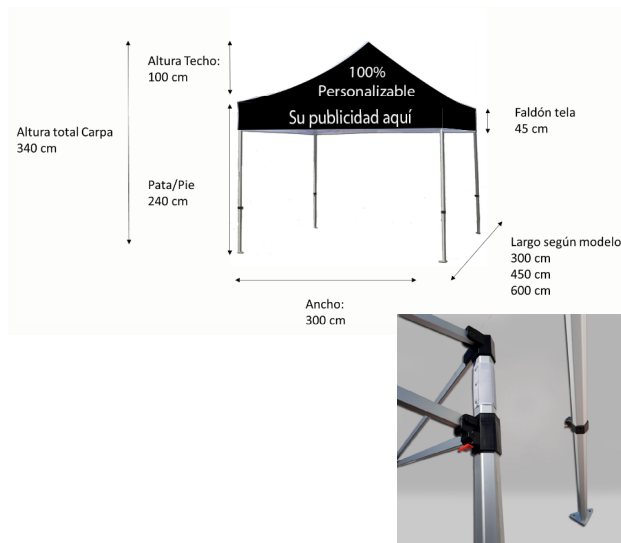 Altura Techo:
100 cm
100%
Personalizable
Su publicidad aquí
Faldón tela
45 cm
Altura total Carpa
340 cm
Pata/Pie
240 cm
Largo según modelo
300 cm
450 cm
600 cm
Ancho:
300 cm